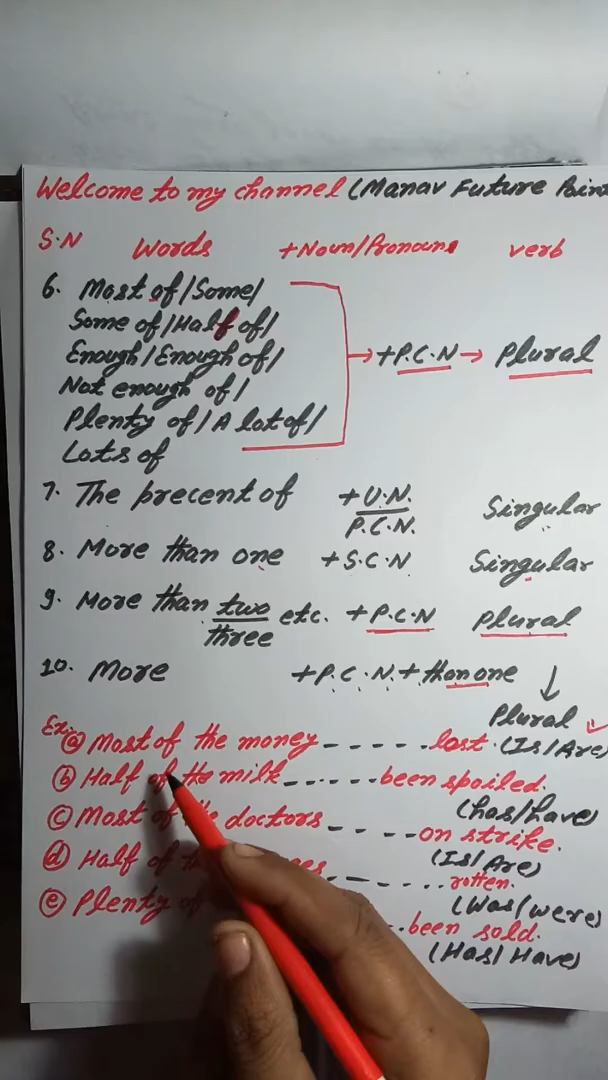 Welcome to my channel (Manav Future Poin
S.N Words +Noun/Pronouns verb
6. Most of/Some/
Some of/Half of/
Enough/Enough of/
Not enough of/
Plenty of/A lot of/
Lots of
→ +P.C.N → Plural
7. The precent of +U.N. Singular
P.C.N.
8. More than one +S.C.N Singular
9. More than two etc. +P.C.N Plural
three
10. More +P.C.N. + than one ↓
Plural
Ex. (a) Most of the money ---- lost. (Is/Are)
(b) Half of the milk ...... been spoiled.
(has/have)
(c) Most of the doctors ---- on strike.
(Is/Are)
(d) Half of ---- rotten.
(Was/were)
(e) Plenty of been sold.
(Has/Have)